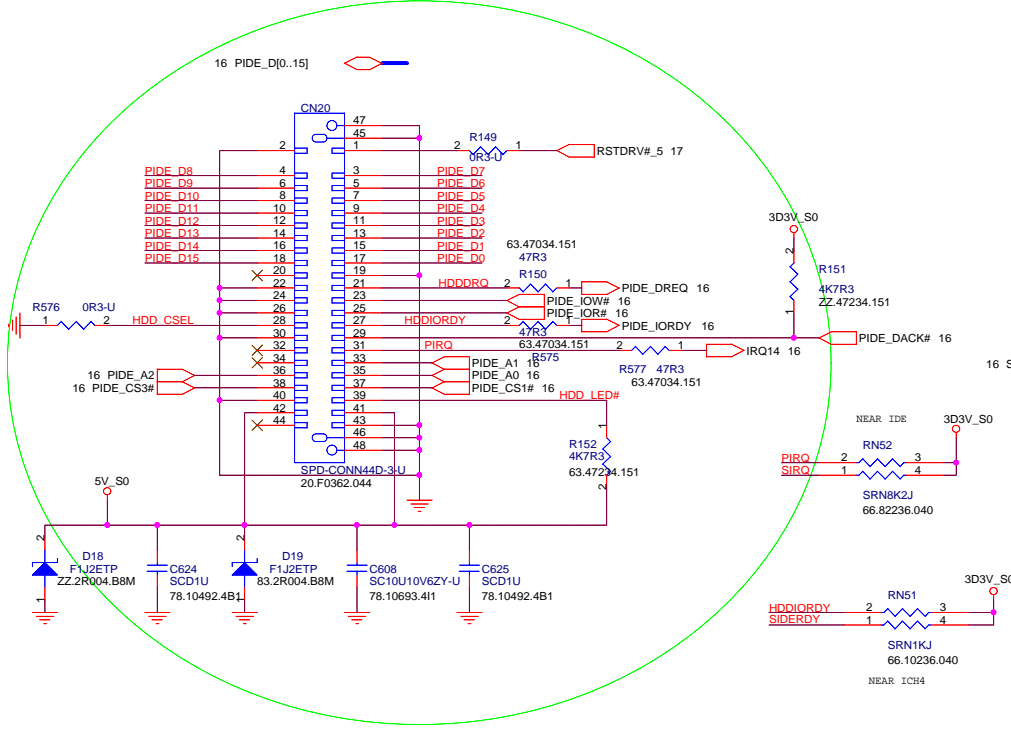 16 PIDE_D[0..15]
CN20
47
45
2 1
R149
2 1
0R3-U
RSTDRV#_5 17
PIDE_D8 4 3 PIDE_D7
PIDE_D9 6 5 PIDE_D6
PIDE_D10 8 7 PIDE_D5
PIDE_D11 10 9 PIDE_D4
PIDE_D12 12 11 PIDE_D3
PIDE_D13 14 13 PIDE_D2
PIDE_D14 16 15 PIDE_D1
PIDE_D15 18 17 PIDE_D0
20 19
22 21 HDDDRQ
24 23
26 25
28 27 HDDIORDY
30 29
32 31 PIRQ
34 33
36 35
38 37
40 39 HDD_LED#
42 41
44 43
46
48
SPD-CONN44D-3-U
20.F0362.044
63.47034.151
47R3
R150
2 1
PIDE_DREQ 16
PIDE_IOW# 16
PIDE_IOR# 16
2 1
PIDE_IORDY 16
47R3
63.47034.151
R575
2 1
IRQ14 16
R577 47R3
63.47034.151
PIDE_A1 16
PIDE_A0 16
PIDE_CS1# 16
3D3V_S0
2
R151
4K7R3
ZZ.47234.151
1
PIDE_DACK# 16
R576 0R3-U
1 2
HDD_CSEL
16 PIDE_A2
16 PIDE_CS3#
1
R152
4K7R3
63.47234.151
2
5V_S0
2
D18
F1J2ETP
ZZ.2R004.B8M
1
C624
SCD1U
78.10492.4B1
2
D19
F1J2ETP
83.2R004.B8M
1
C608
SC10U10V6ZY-U
78.10693.4I1
C625
SCD1U
78.10492.4B1
16 S
NEAR IDE
3D3V_S0
RN52
PIRQ 2 3
SIRQ 1 4
SRN8K2J
66.82236.040
3D3V_S0
RN51
HDDIORDY 2 3
SIDERDY 1 4
SRN1KJ
66.10236.040
NEAR ICH4